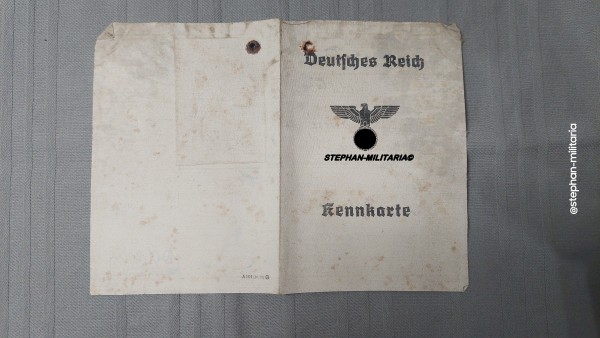 Deutsches Reich
STEPHAN-MILITARIA©
Kennkarte
@stephan-militaria